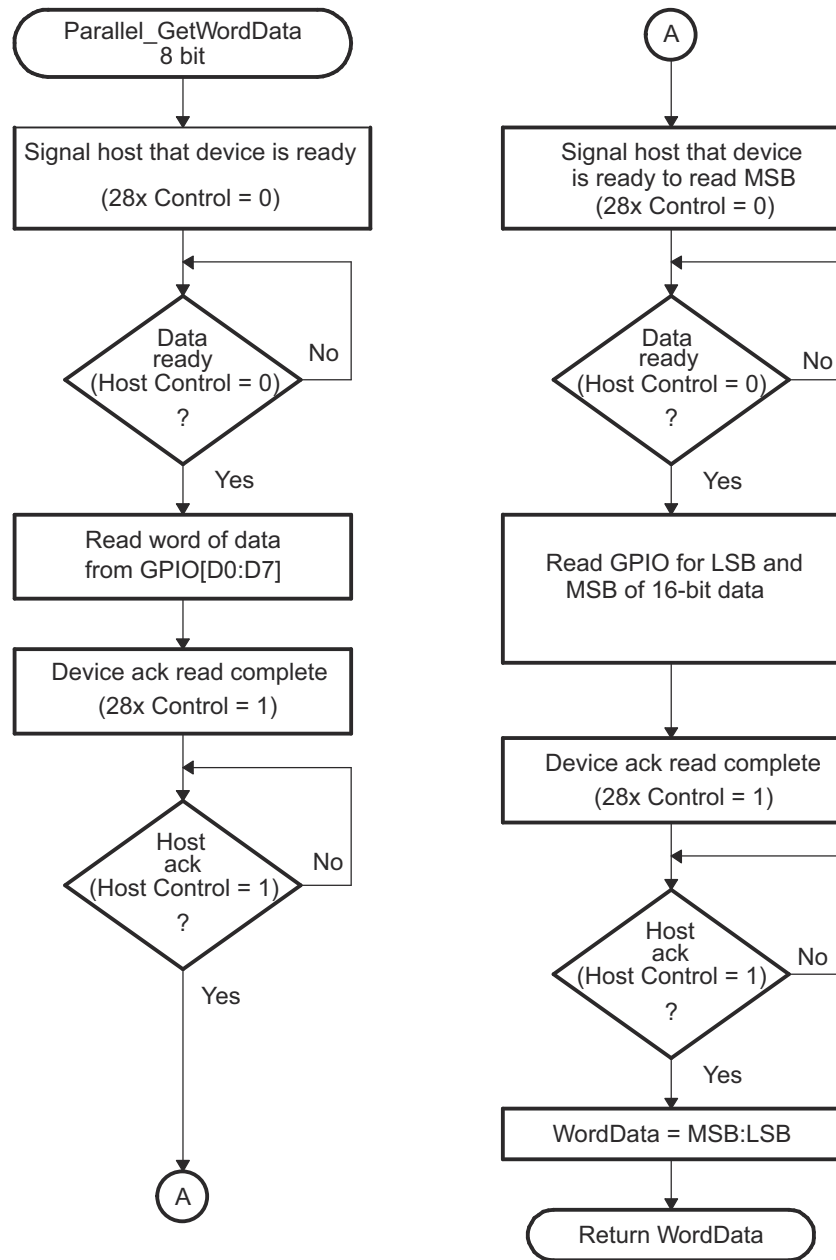 Parallel_GetWordData
8 bit
Signal host that device is ready
(28x Control = 0)
Data
ready
(Host Control = 0)
?
No
Yes
Read word of data
from GPIO[D0:D7]
Device ack read complete
(28x Control = 1)
Host
ack
(Host Control = 1)
?
No
Yes
A
A
Signal host that device
is ready to read MSB
(28x Control = 0)
Data
ready
(Host Control = 0)
?
No
Yes
Read GPIO for LSB and
MSB of 16-bit data
Device ack read complete
(28x Control = 1)
Host
ack
(Host Control = 1)
?
No
Yes
WordData = MSB:LSB
Return WordData